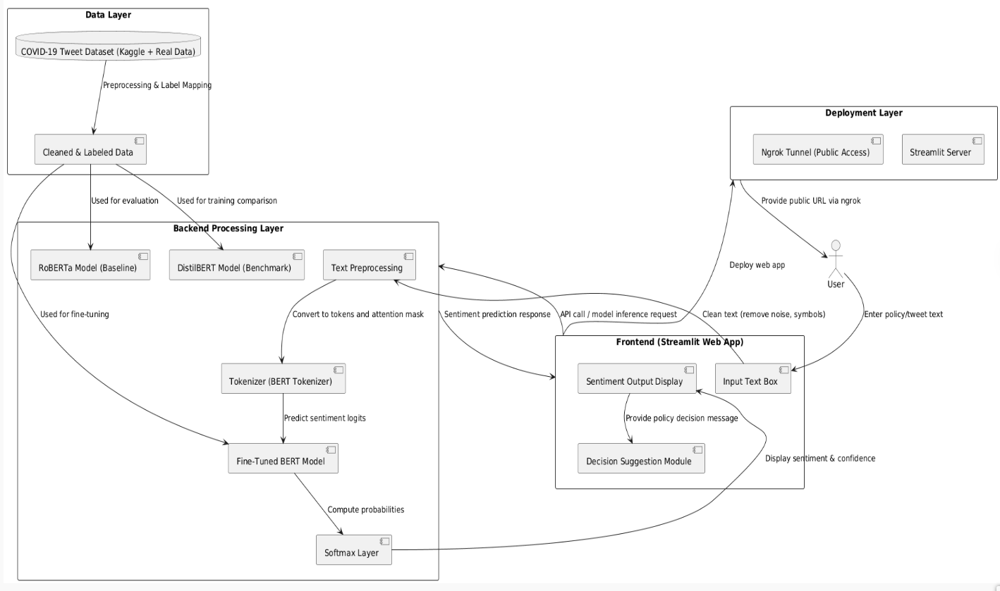 Data Layer
COVID-19 Tweet Dataset (Kaggle + Real Data)
Preprocessing & Label Mapping
Cleaned & Labeled Data
Deployment Layer
Ngrok Tunnel (Public Access)
Streamlit Server
Used for evaluation
Used for training comparison
Provide public URL via ngrok
Backend Processing Layer
RoBERTa Model (Baseline)
DistilBERT Model (Benchmark)
Text Preprocessing
Deploy web app
User
Used for fine-tuning
Convert to tokens and attention mask
Sentiment prediction response
API call / model inference request
Clean text (remove noise, symbols)
Enter policy/tweet text
Frontend (Streamlit Web App)
Tokenizer (BERT Tokenizer)
Sentiment Output Display
Input Text Box
Predict sentiment logits
Provide policy decision message
Fine-Tuned BERT Model
Decision Suggestion Module
Display sentiment & confidence
Compute probabilities
Softmax Layer